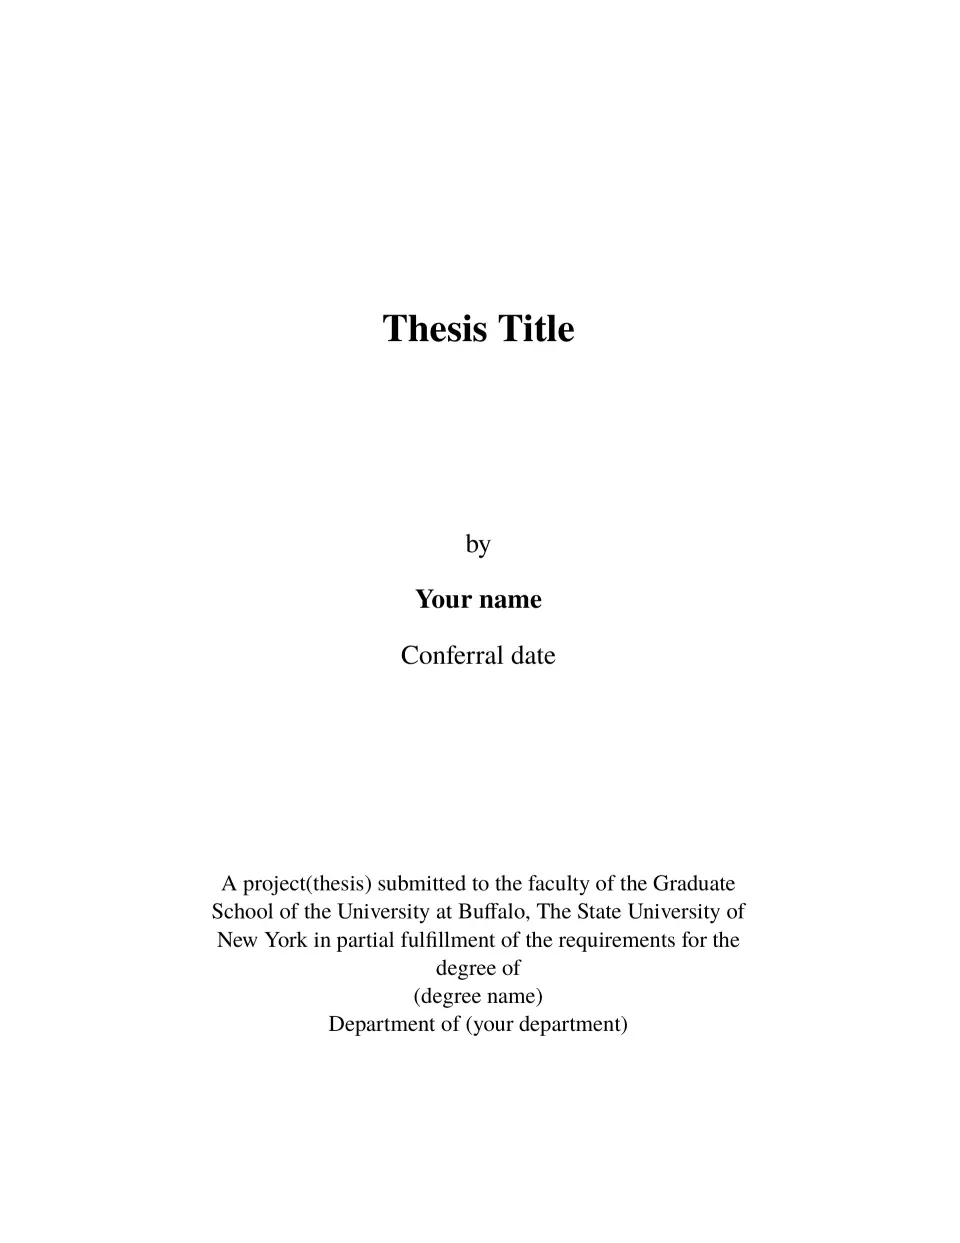 Thesis Title
by
Your name
Conferral date
A project(thesis) submitted to the faculty of the Graduate
School of the University at Buffalo, The State University of
New York in partial fulfillment of the requirements for the
degree of
(degree name)
Department of (your department)